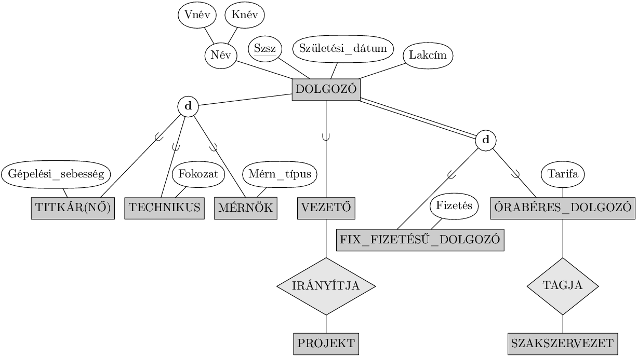 Vnév Knév
Név Szsz Születési_dátum Lakcím
DOLGOZÓ
d
d
Gépelési_sebesség Fokozat Mérn_típus Tarifa
TITKÁR(NŐ) TECHNIKUS MÉRNÖK VEZETŐ Fizetés ÓRABÉRES_DOLGOZÓ
FIX_FIZETÉSŰ_DOLGOZÓ
IRÁNYÍTJA TAGJA
PROJEKT SZAKSZERVEZET